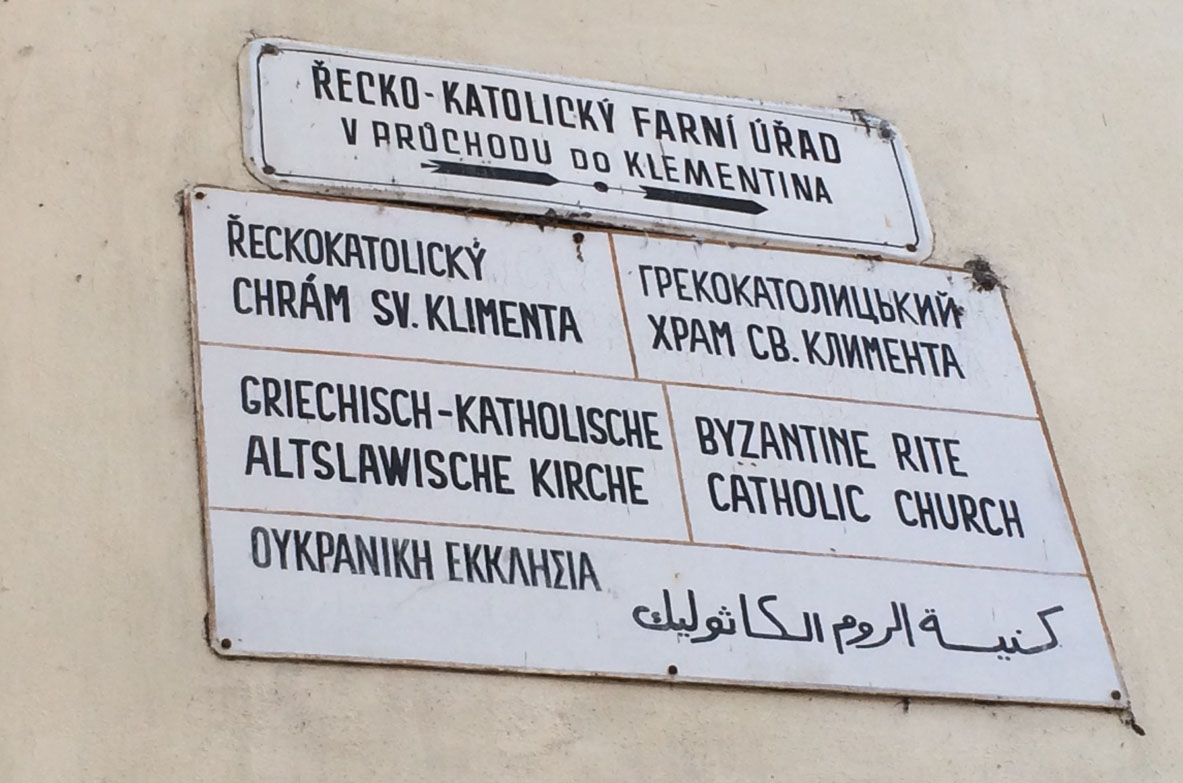 ŘECKO-KATOLICKÝ FARNÍ ÚŘAD
V PRŮCHODU DO KLEMENTINA
ŘECKOKATOLICKÝ
CHRÁM SV. KLIMENTA
ГРЕКОКАТОЛИЦЬКИЙ
ХРАМ СВ. КЛИМЕНТА
GRIECHISCH-KATHOLISCHE
ALTSLAWISCHE KIRCHE
BYZANTINE RITE
CATHOLIC CHURCH
ΟΥΚΡΑΝΙΚΗ ΕΚΚΛΗΣΙΑ
كنيسة الروم الكاثوليك